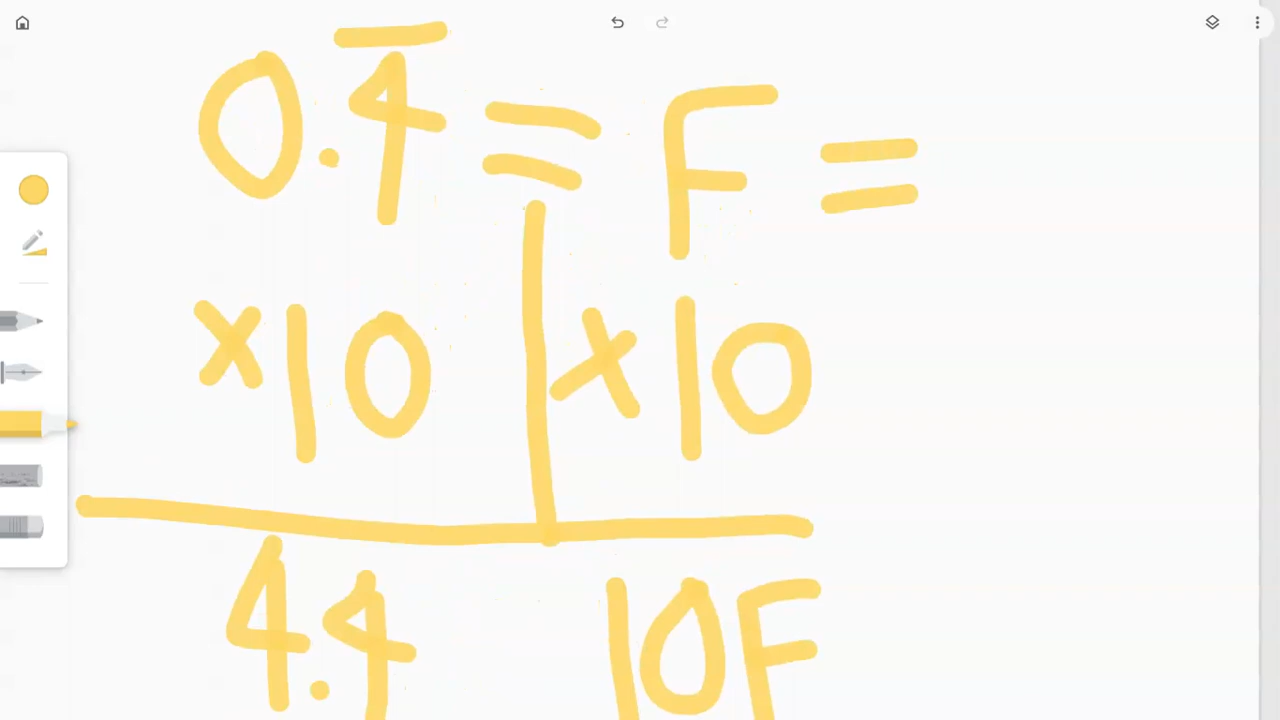 0.4̅ = F =
×10 | ×10
4.4 10F